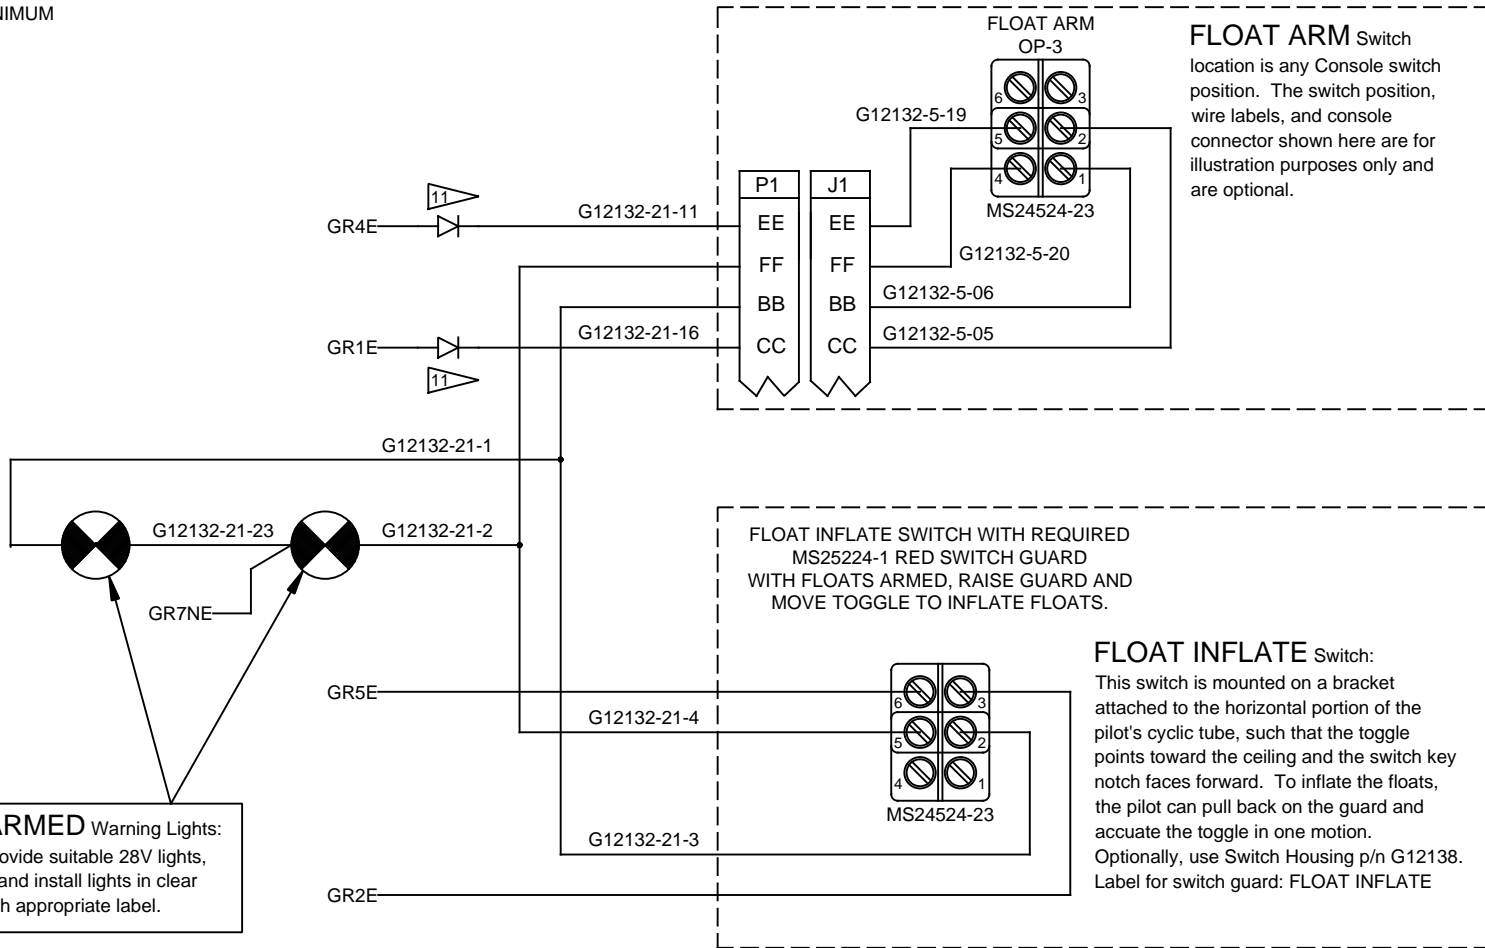 FLOAT ARM
OP-3
6
3
5
2
4
1
MS24524-23
FLOAT ARM Switch
location is any Console switch
position. The switch position,
wire labels, and console
connector shown here are for
illustration purposes only and
are optional.
G12132-5-19
G12132-5-20
G12132-5-06
G12132-5-05
P1
J1
EE
EE
FF
FF
BB
BB
CC
CC
11
GR4E
G12132-21-11
GR1E
G12132-21-16
11
G12132-21-1
G12132-21-23
G12132-21-2
GR7NE
FLOAT INFLATE SWITCH WITH REQUIRED
MS25224-1 RED SWITCH GUARD
WITH FLOATS ARMED, RAISE GUARD AND
MOVE TOGGLE TO INFLATE FLOATS.
GR5E
G12132-21-4
G12132-21-3
GR2E
6
3
5
2
4
1
MS24524-23
FLOAT INFLATE Switch:
This switch is mounted on a bracket
attached to the horizontal portion of the
pilot's cyclic tube, such that the toggle
points toward the ceiling and the switch key
notch faces forward. To inflate the floats,
the pilot can pull back on the guard and
accuate the toggle in one motion.
Optionally, use Switch Housing p/n G12138.
Label for switch guard: FLOAT INFLATE
Warning Lights:
suitable 28V lights,
and install lights in clear
appropriate label.